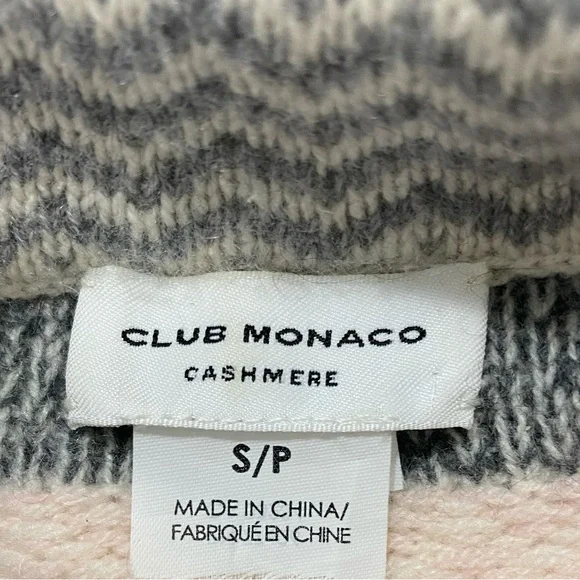 CLUB MONACO
CASHMERE
S/P
MADE IN CHINA/
FABRIQUÉ EN CHINE